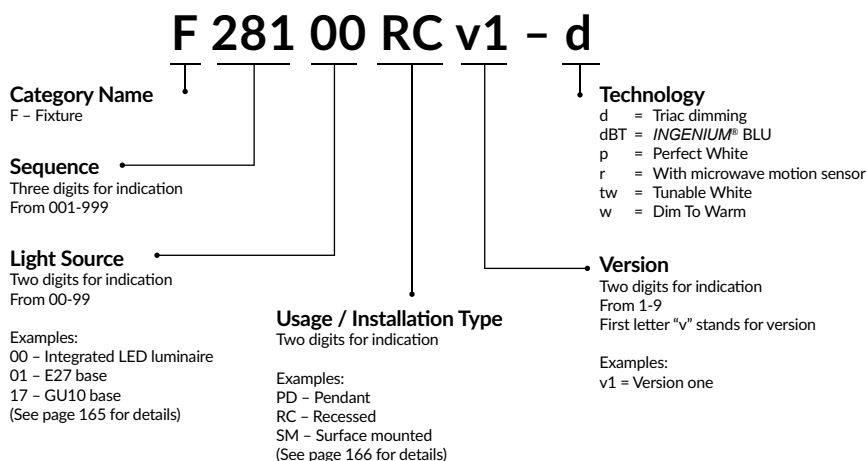 F 281 00 RC v1 – d
Category Name
F – Fixture
Sequence
Three digits for indication
From 001-999
Light Source
Two digits for indication
From 00-99
Examples:
00 – Integrated LED luminaire
01 – E27 base
17 – GU10 base
(See page 165 for details)
Usage / Installation Type
Two digits for indication
Examples:
PD – Pendant
RC – Recessed
SM – Surface mounted
(See page 166 for details)
Technology
d = Triac dimming
dBT = INGENIUM® BLU
p = Perfect White
r = With microwave motion sensor
tw = Tunable White
w = Dim To Warm
Version
Two digits for indication
From 1-9
First letter “v” stands for version
Examples:
v1 = Version one